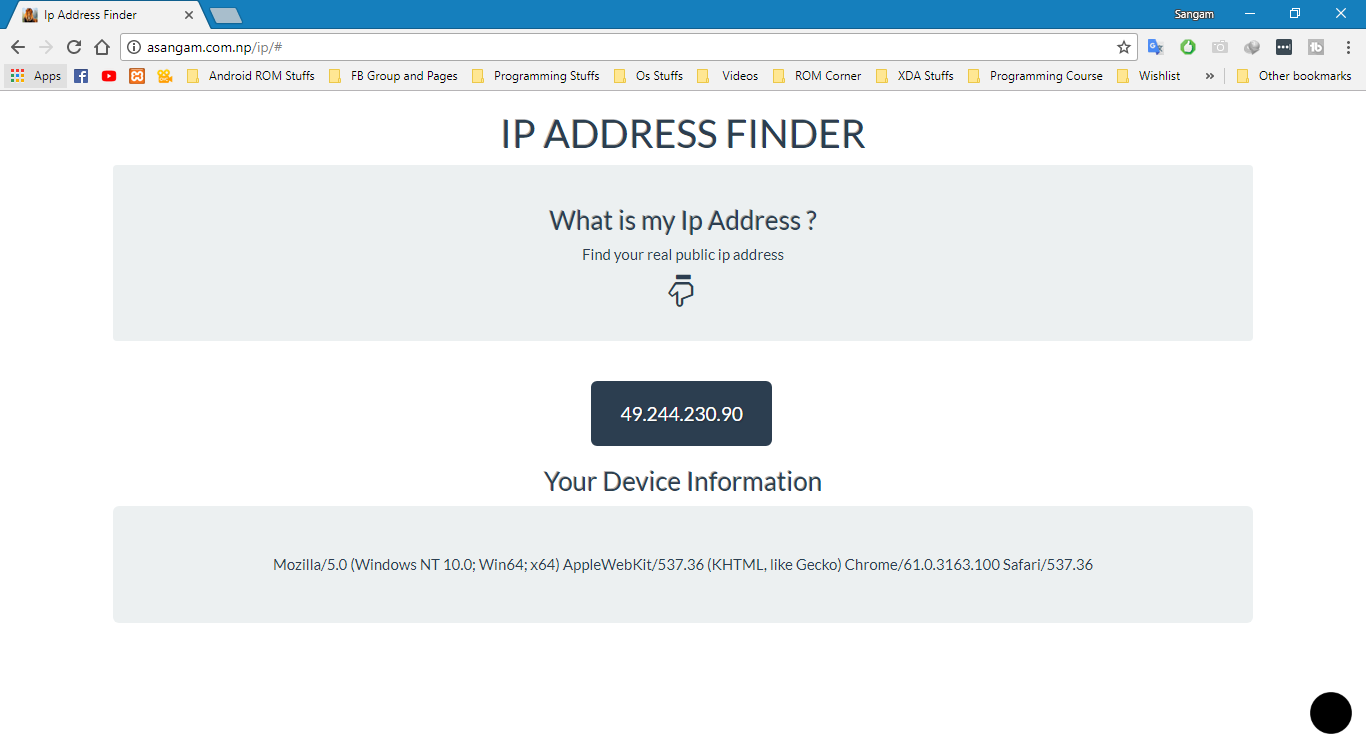 Ip Address Finder
Sangam
asangam.com.np/ip/#
Apps Android ROM Stuffs FB Group and Pages Programming Stuffs Os Stuffs Videos ROM Corner XDA Stuffs Programming Course Wishlist » Other bookmarks
IP ADDRESS FINDER
What is my Ip Address ?
Find your real public ip address
49.244.230.90
Your Device Information
Mozilla/5.0 (Windows NT 10.0; Win64; x64) AppleWebKit/537.36 (KHTML, like Gecko) Chrome/61.0.3163.100 Safari/537.36